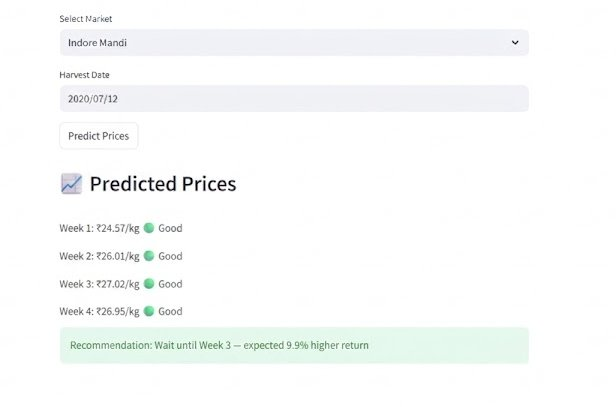 Select Market
Indore Mandi
Harvest Date
2020/07/12
Predict Prices
Predicted Prices
Week 1: ₹24.57/kg 🟢 Good
Week 2: ₹26.01/kg 🟢 Good
Week 3: ₹27.02/kg 🟢 Good
Week 4: ₹26.95/kg 🟢 Good
Recommendation: Wait until Week 3 — expected 9.9% higher return